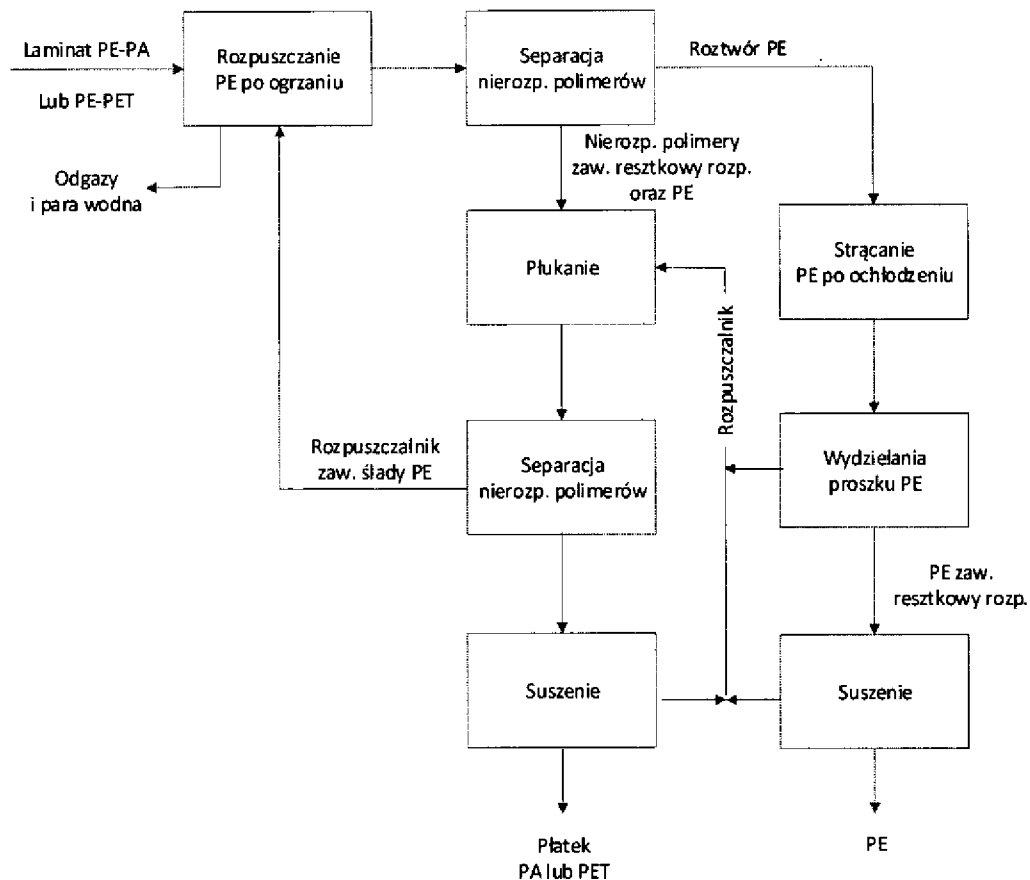 Laminat PE-PA
Lub PE-PET
Rozpuszczanie
PE po ogrzaniu
Separacja
nierozp. polimerów
Roztwór PE
Odgazy
i para wodna
Nierozp. polimery
zaw. resztkowy rozp.
oraz PE
Płukanie
Strącanie
PE po ochłodzeniu
Rozpuszczalnik
Rozpuszczalnik
zaw. ślady PE
Separacja
nierozp. polimerów
Wydzielania
proszku PE
PE zaw.
resztkowy rozp.
Suszenie
Suszenie
Płatek
PA lub PET
PE